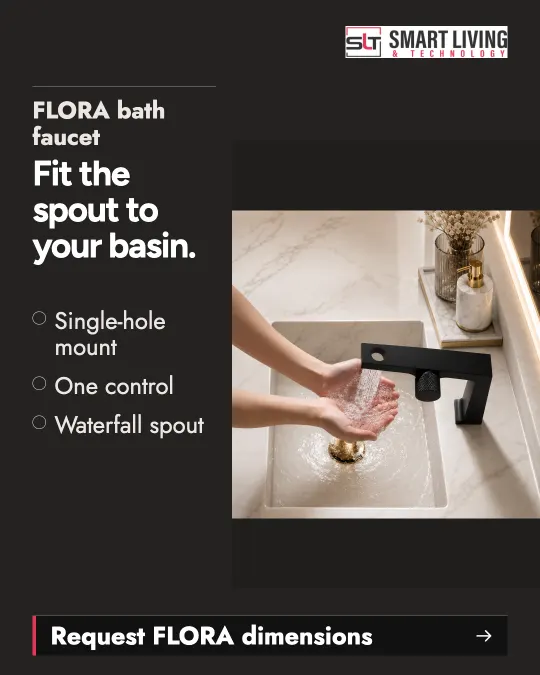 SLT SMART LIVING
& TECHNOLOGY
FLORA bath
faucet
Fit the
spout to
your basin.
Single-hole
mount
One control
Waterfall spout
Request FLORA dimensions →